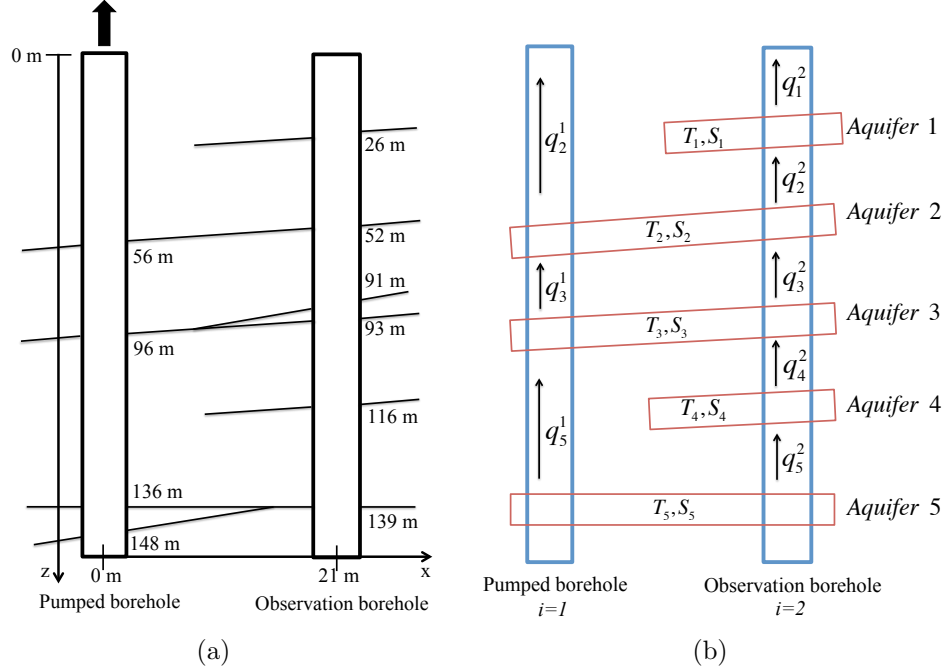 0 m
26 m
52 m
56 m
91 m
93 m
96 m
116 m
136 m
139 m
148 m
z
0 m
21 m
x
Pumped borehole
Observation borehole
(a)
q_1^2
Aquifer 1
T_1, S_1
q_2^1
q_2^2
Aquifer 2
T_2, S_2
q_3^1
q_3^2
Aquifer 3
T_3, S_3
q_4^2
Aquifer 4
T_4, S_4
q_5^1
q_5^2
Aquifer 5
T_5, S_5
Pumped borehole
i=1
Observation borehole
i=2
(b)